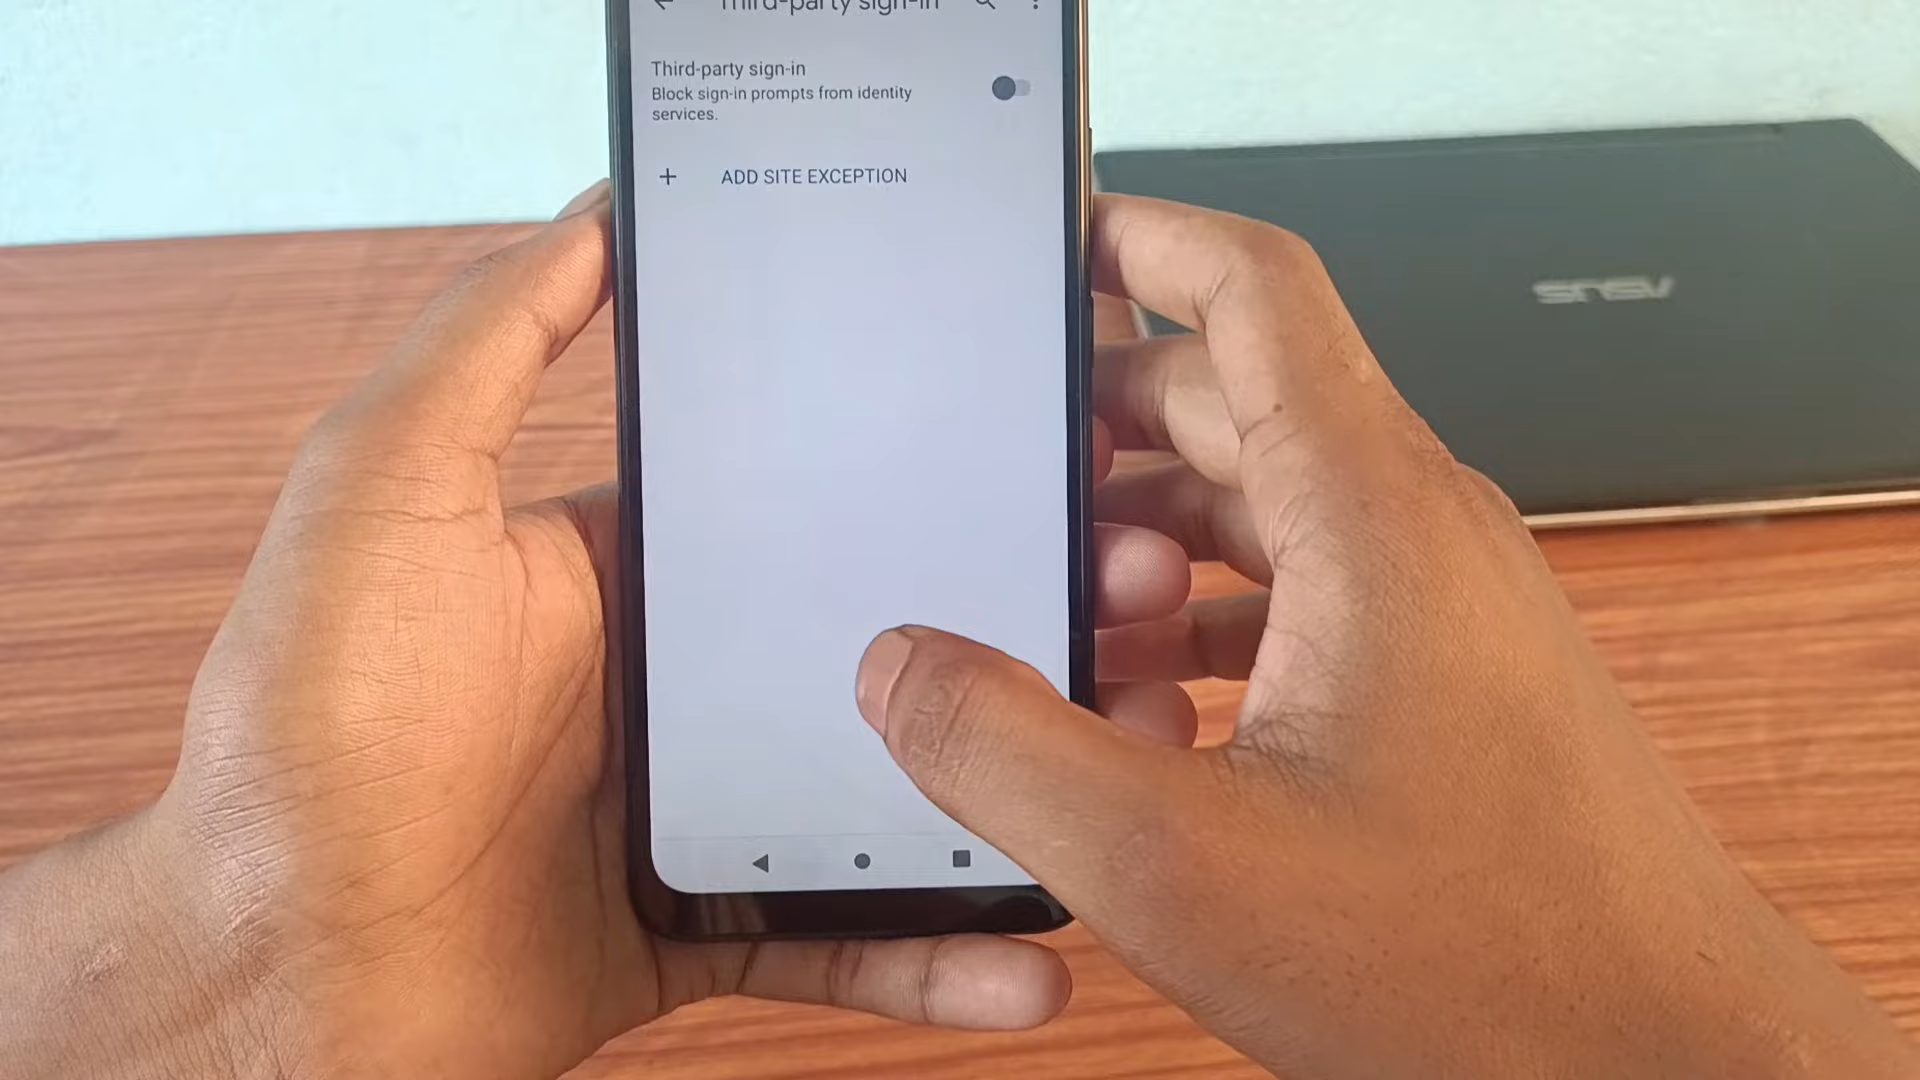 Third-party sign-in
Third-party sign-in
Block sign-in prompts from identity
services.
+ ADD SITE EXCEPTION
ASUS